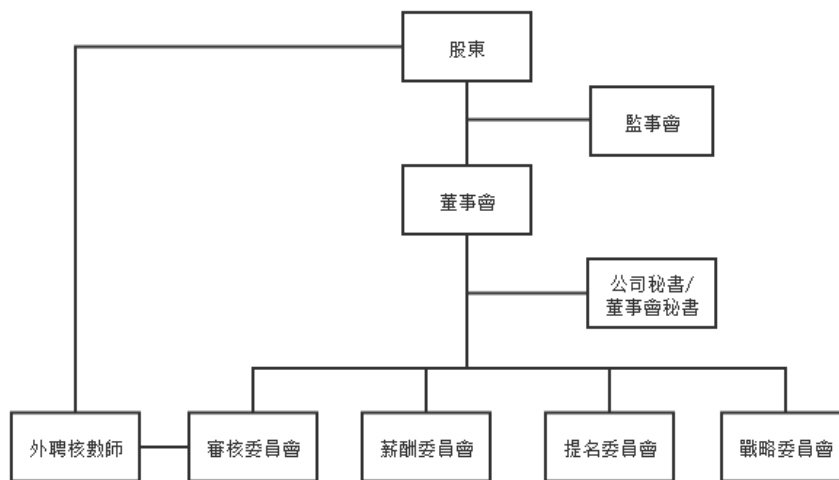 股東
監事會
董事會
公司秘書/
董事會秘書
外聘核數師
審核委員會
薪酬委員會
提名委員會
戰略委員會